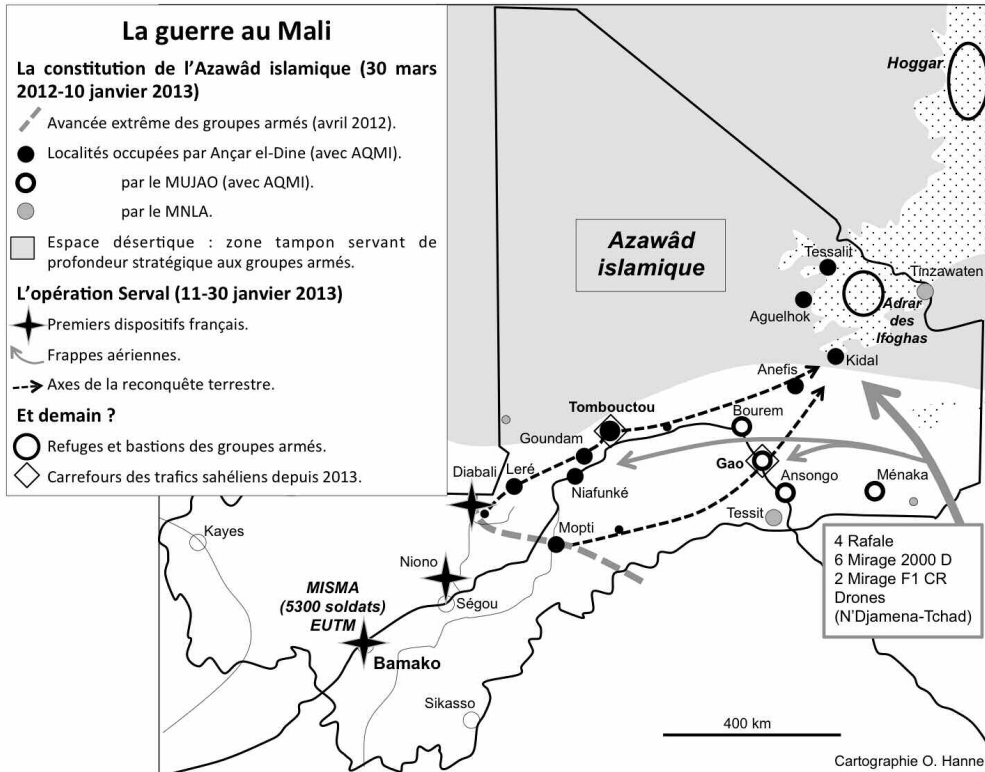 La guerre au Mali
La constitution de l'Azawâd islamique (30 mars
2012-10 janvier 2013)
Avancée extrême des groupes armés (avril 2012).
Localités occupées par Ançar el-Dine (avec AQMI).
par le MUJAO (avec AQMI).
par le MNLA.
Espace désertique : zone tampon servant de
profondeur stratégique aux groupes armés.
L'opération Serval (11-30 janvier 2013)
Premiers dispositifs français.
Frappes aériennes.
Axes de la reconquête terrestre.
Et demain ?
Refuges et bastions des groupes armés.
Carrefours des trafics sahéliens depuis 2013.
Hoggar
Azawâd
islamique
Tessalit
Tinzawaten
Aguelhok
Adrar
des
Ifoghas
Kidal
Anefis
Tombouctou
Bourem
Goundam
Gao
Diabali
Leré
Niafunké
Ansongo
Ménaka
Tessit
Mopti
Kayes
Niono
MISMA
(5300 soldats)
EUTM
Ségou
Bamako
Sikasso
4 Rafale
6 Mirage 2000 D
2 Mirage F1 CR
Drones
(N'Djamena-Tchad)
400 km
Cartographie O. Hanne